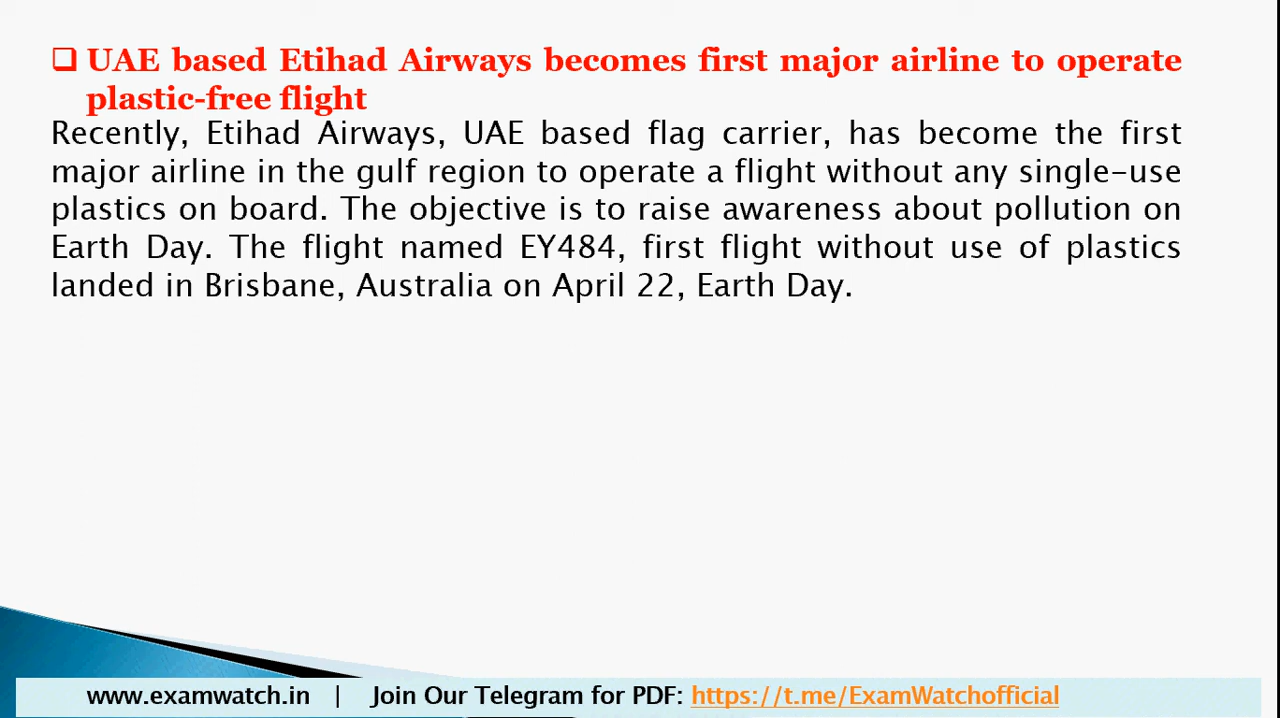 ❑ UAE based Etihad Airways becomes first major airline to operate
plastic-free flight
Recently, Etihad Airways, UAE based flag carrier, has become the first
major airline in the gulf region to operate a flight without any single-use
plastics on board. The objective is to raise awareness about pollution on
Earth Day. The flight named EY484, first flight without use of plastics
landed in Brisbane, Australia on April 22, Earth Day.
www.examwatch.in | Join Our Telegram for PDF: https://t.me/ExamWatchofficial